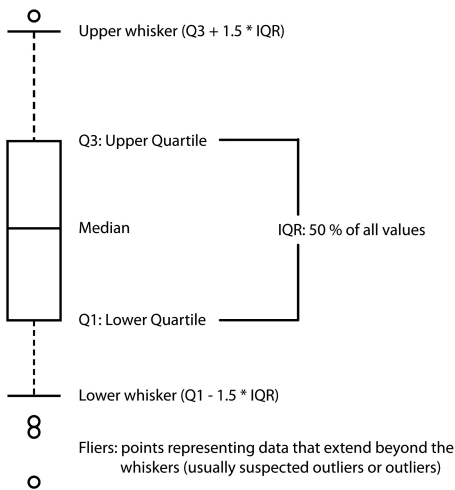 Upper whisker (Q3 + 1.5 * IQR)
Q3: Upper Quartile
Median
IQR: 50 % of all values
Q1: Lower Quartile
Lower whisker (Q1 - 1.5 * IQR)
Fliers: points representing data that extend beyond the
whiskers (usually suspected outliers or outliers)